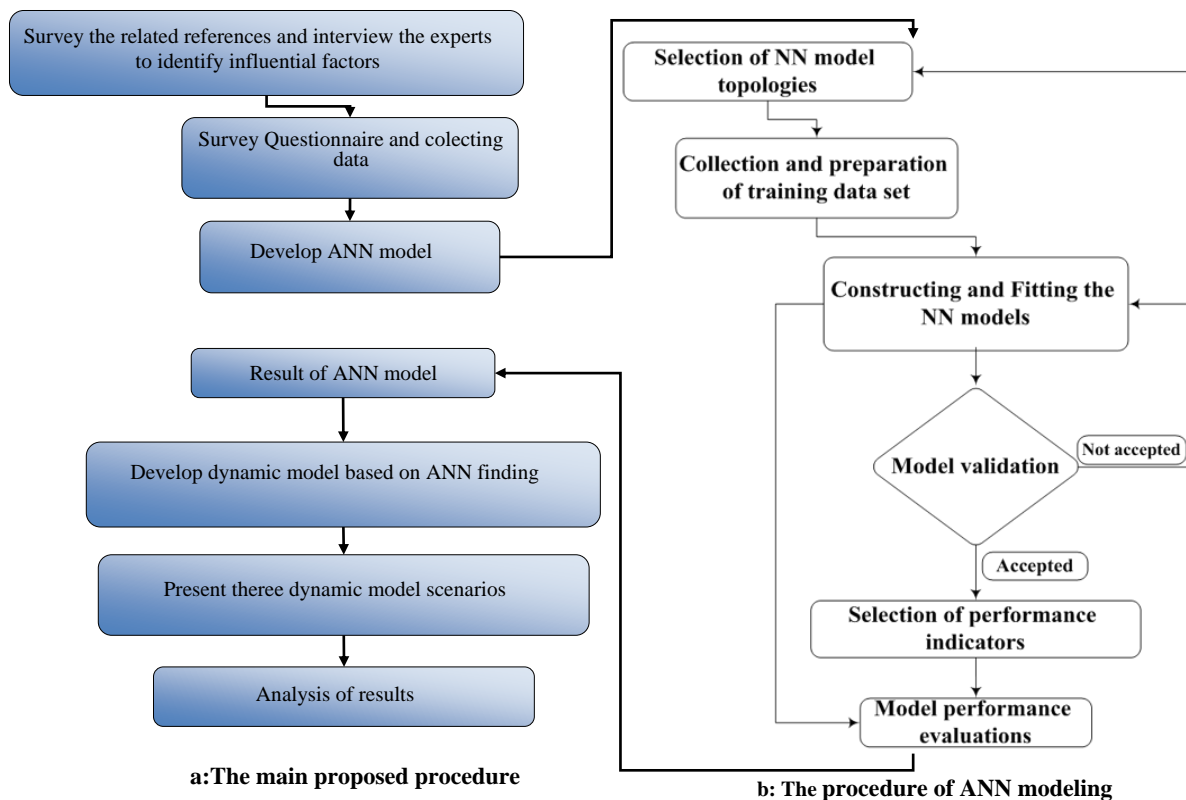 Survey the related references and interview the experts
to identify influential factors
Survey Questionnaire and colecting
data
Develop ANN model
Result of ANN model
Develop dynamic model based on ANN finding
Present theree dynamic model scenarios
Analysis of results
a:The main proposed procedure
Selection of NN model
topologies
Collection and preparation
of training data set
Constructing and Fitting the
NN models
Model validation
Not accepted
Accepted
Selection of performance
indicators
Model performance
evaluations
b: The procedure of ANN modeling